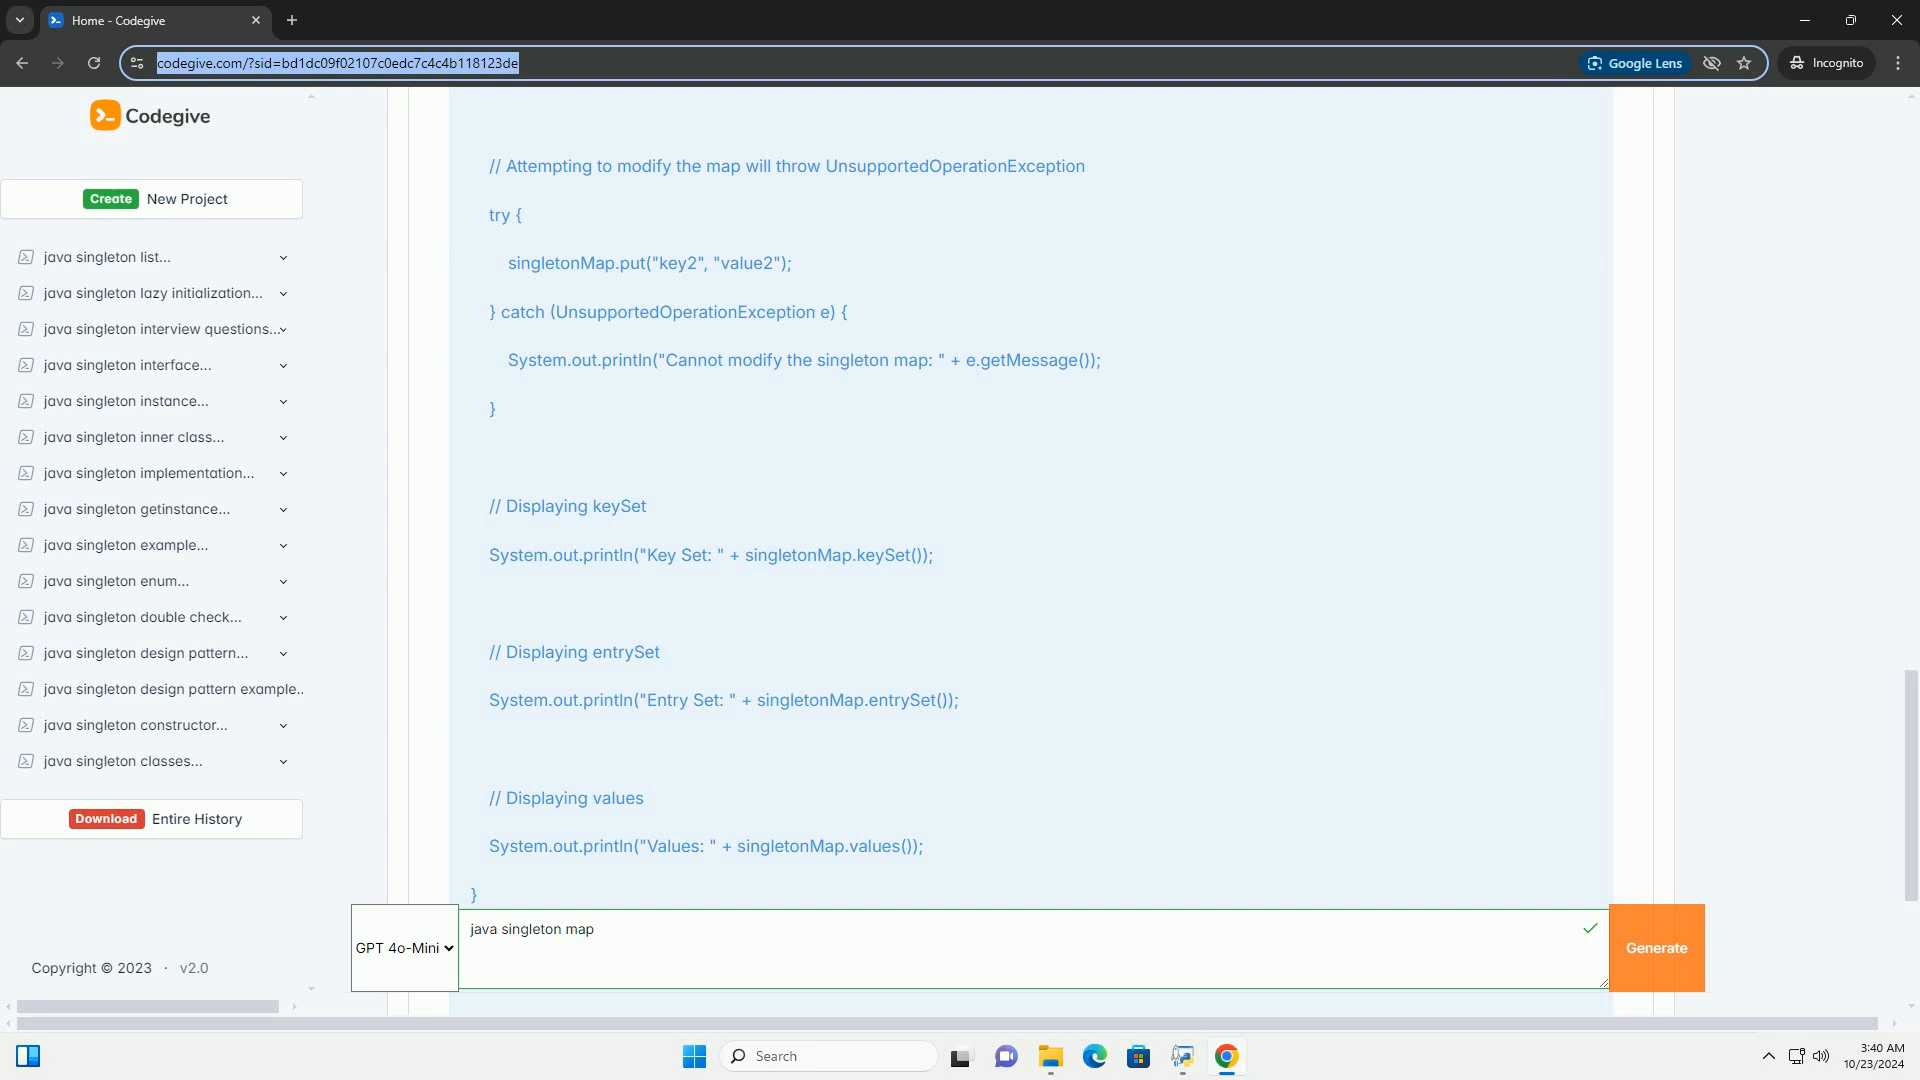 Home - Codegive
codegive.com/?sid=bd1dc09f02107c0edc7c4c4b118123de
Google Lens
Incognito
Codegive
Create New Project
java singleton list...
java singleton lazy initialization...
java singleton interview questions...
java singleton interface...
java singleton instance...
java singleton inner class...
java singleton implementation...
java singleton getinstance...
java singleton example...
java singleton enum...
java singleton double check...
java singleton design pattern...
java singleton design pattern example..
java singleton constructor...
java singleton classes...
Download Entire History
Copyright © 2023 · v2.0
// Attempting to modify the map will throw UnsupportedOperationException
try {
singletonMap.put("key2", "value2");
} catch (UnsupportedOperationException e) {
System.out.println("Cannot modify the singleton map: " + e.getMessage());
}
// Displaying keySet
System.out.println("Key Set: " + singletonMap.keySet());
// Displaying entrySet
System.out.println("Entry Set: " + singletonMap.entrySet());
// Displaying values
System.out.println("Values: " + singletonMap.values());
}
GPT 4o-Mini
java singleton map
Generate
Search
3:40 AM
10/23/2024